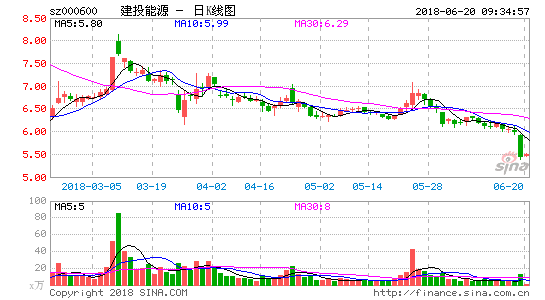 sz000600 建投能源 - 日K线图 2018-06-20 09:34:57
MA5:5.80 MA10:5.99 MA30:6.29
8.50
8.00
7.50
7.00
6.50
6.00
5.50
5.00
sina
2018-03-05 03-19 04-02 04-16 05-02 05-14 05-28 06-20
MA5:5 MA10:5 MA30:8
100
80
60
40
20
0
x万
Copyright 2018 SINA.COM http://finance.sina.com.cn